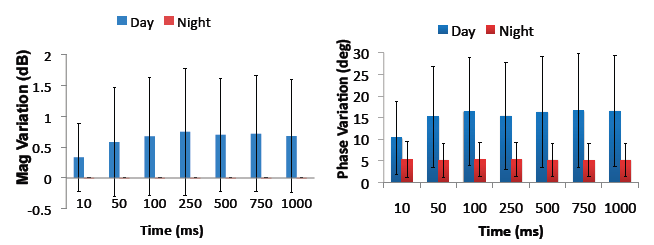 Day Night
Mag Variation (dB)
2
1.5
1
0.5
0
-0.5
10 50 100 250 500 750 1000
Time (ms)
Day Night
Phase Variation (deg)
30
25
20
15
10
5
0
10 50 100 250 500 750 1000
Time (ms)